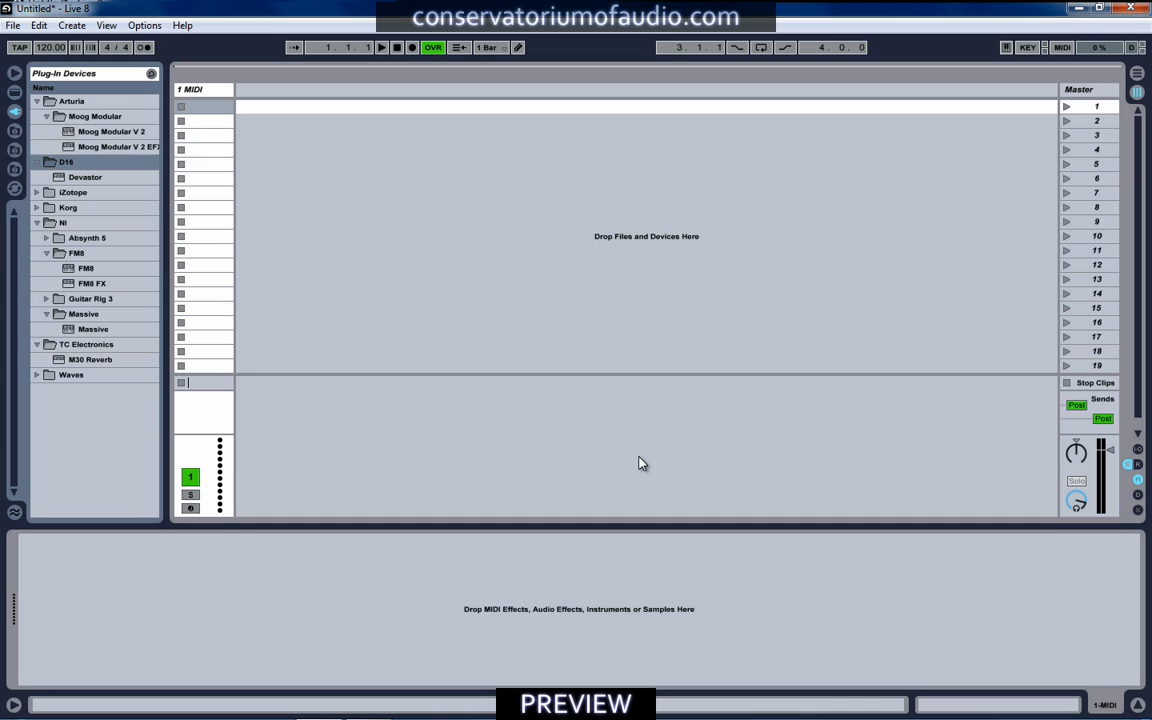 Untitled* - Live 8
conservatoriumofaudio.com
File Edit Create View Options Help
TAP 120.00 4 / 4 1. 1. 1 OVR 1 Bar 3. 1. 1 4. 0. 0 KEY MIDI 0 % D
Plug-In Devices
Name
Arturia
Moog Modular
Moog Modular V 2
Moog Modular V 2 EF
D16
Devastor
iZotope
Korg
NI
Absynth 5
FM8
FM8
FM8 FX
Guitar Rig 3
Massive
Massive
TC Electronics
M30 Reverb
Waves
1 MIDI
Drop Files and Devices Here
1
S
Master
1
2
3
4
5
6
7
8
9
10
11
12
13
14
15
16
17
18
19
Stop Clips
Sends
Post
Post
Solo
S R
M
D
Drop MIDI Effects, Audio Effects, Instruments or Samples Here
PREVIEW
1-MIDI